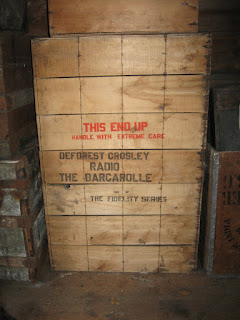 THIS END UP
HANDLE WITH EXTREME CARE
DEFOREST CROSLEY
RADIO
THE BARCAROLLE
THE FIDELITY SERIES